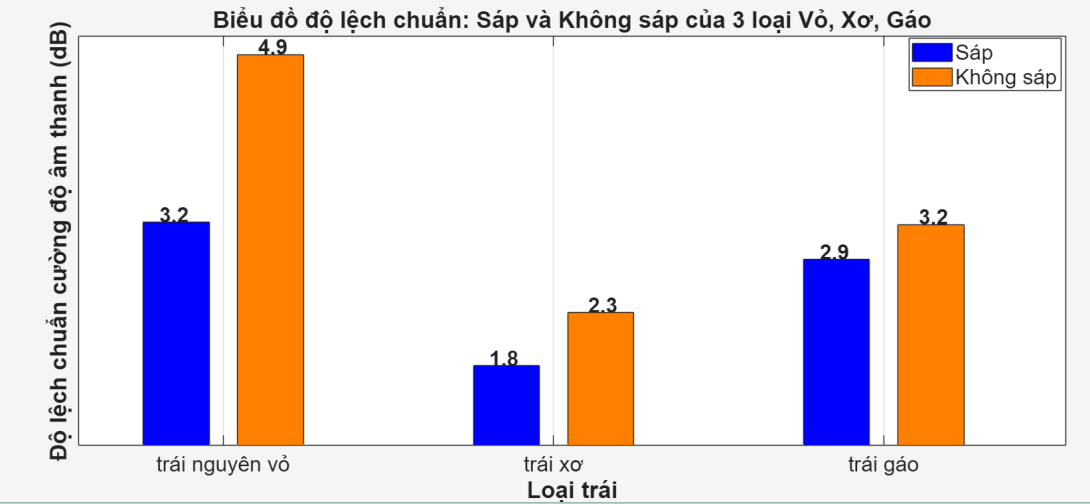 Biểu đồ độ lệch chuẩn: Sáp và Không sáp của 3 loại Vỏ, Xơ, Gáo
Độ lệch chuẩn cường độ âm thanh (dB)
Sáp
Không sáp
3.2
4.9
1.8
2.3
2.9
3.2
trái nguyên vỏ
trái xơ
trái gáo
Loại trái